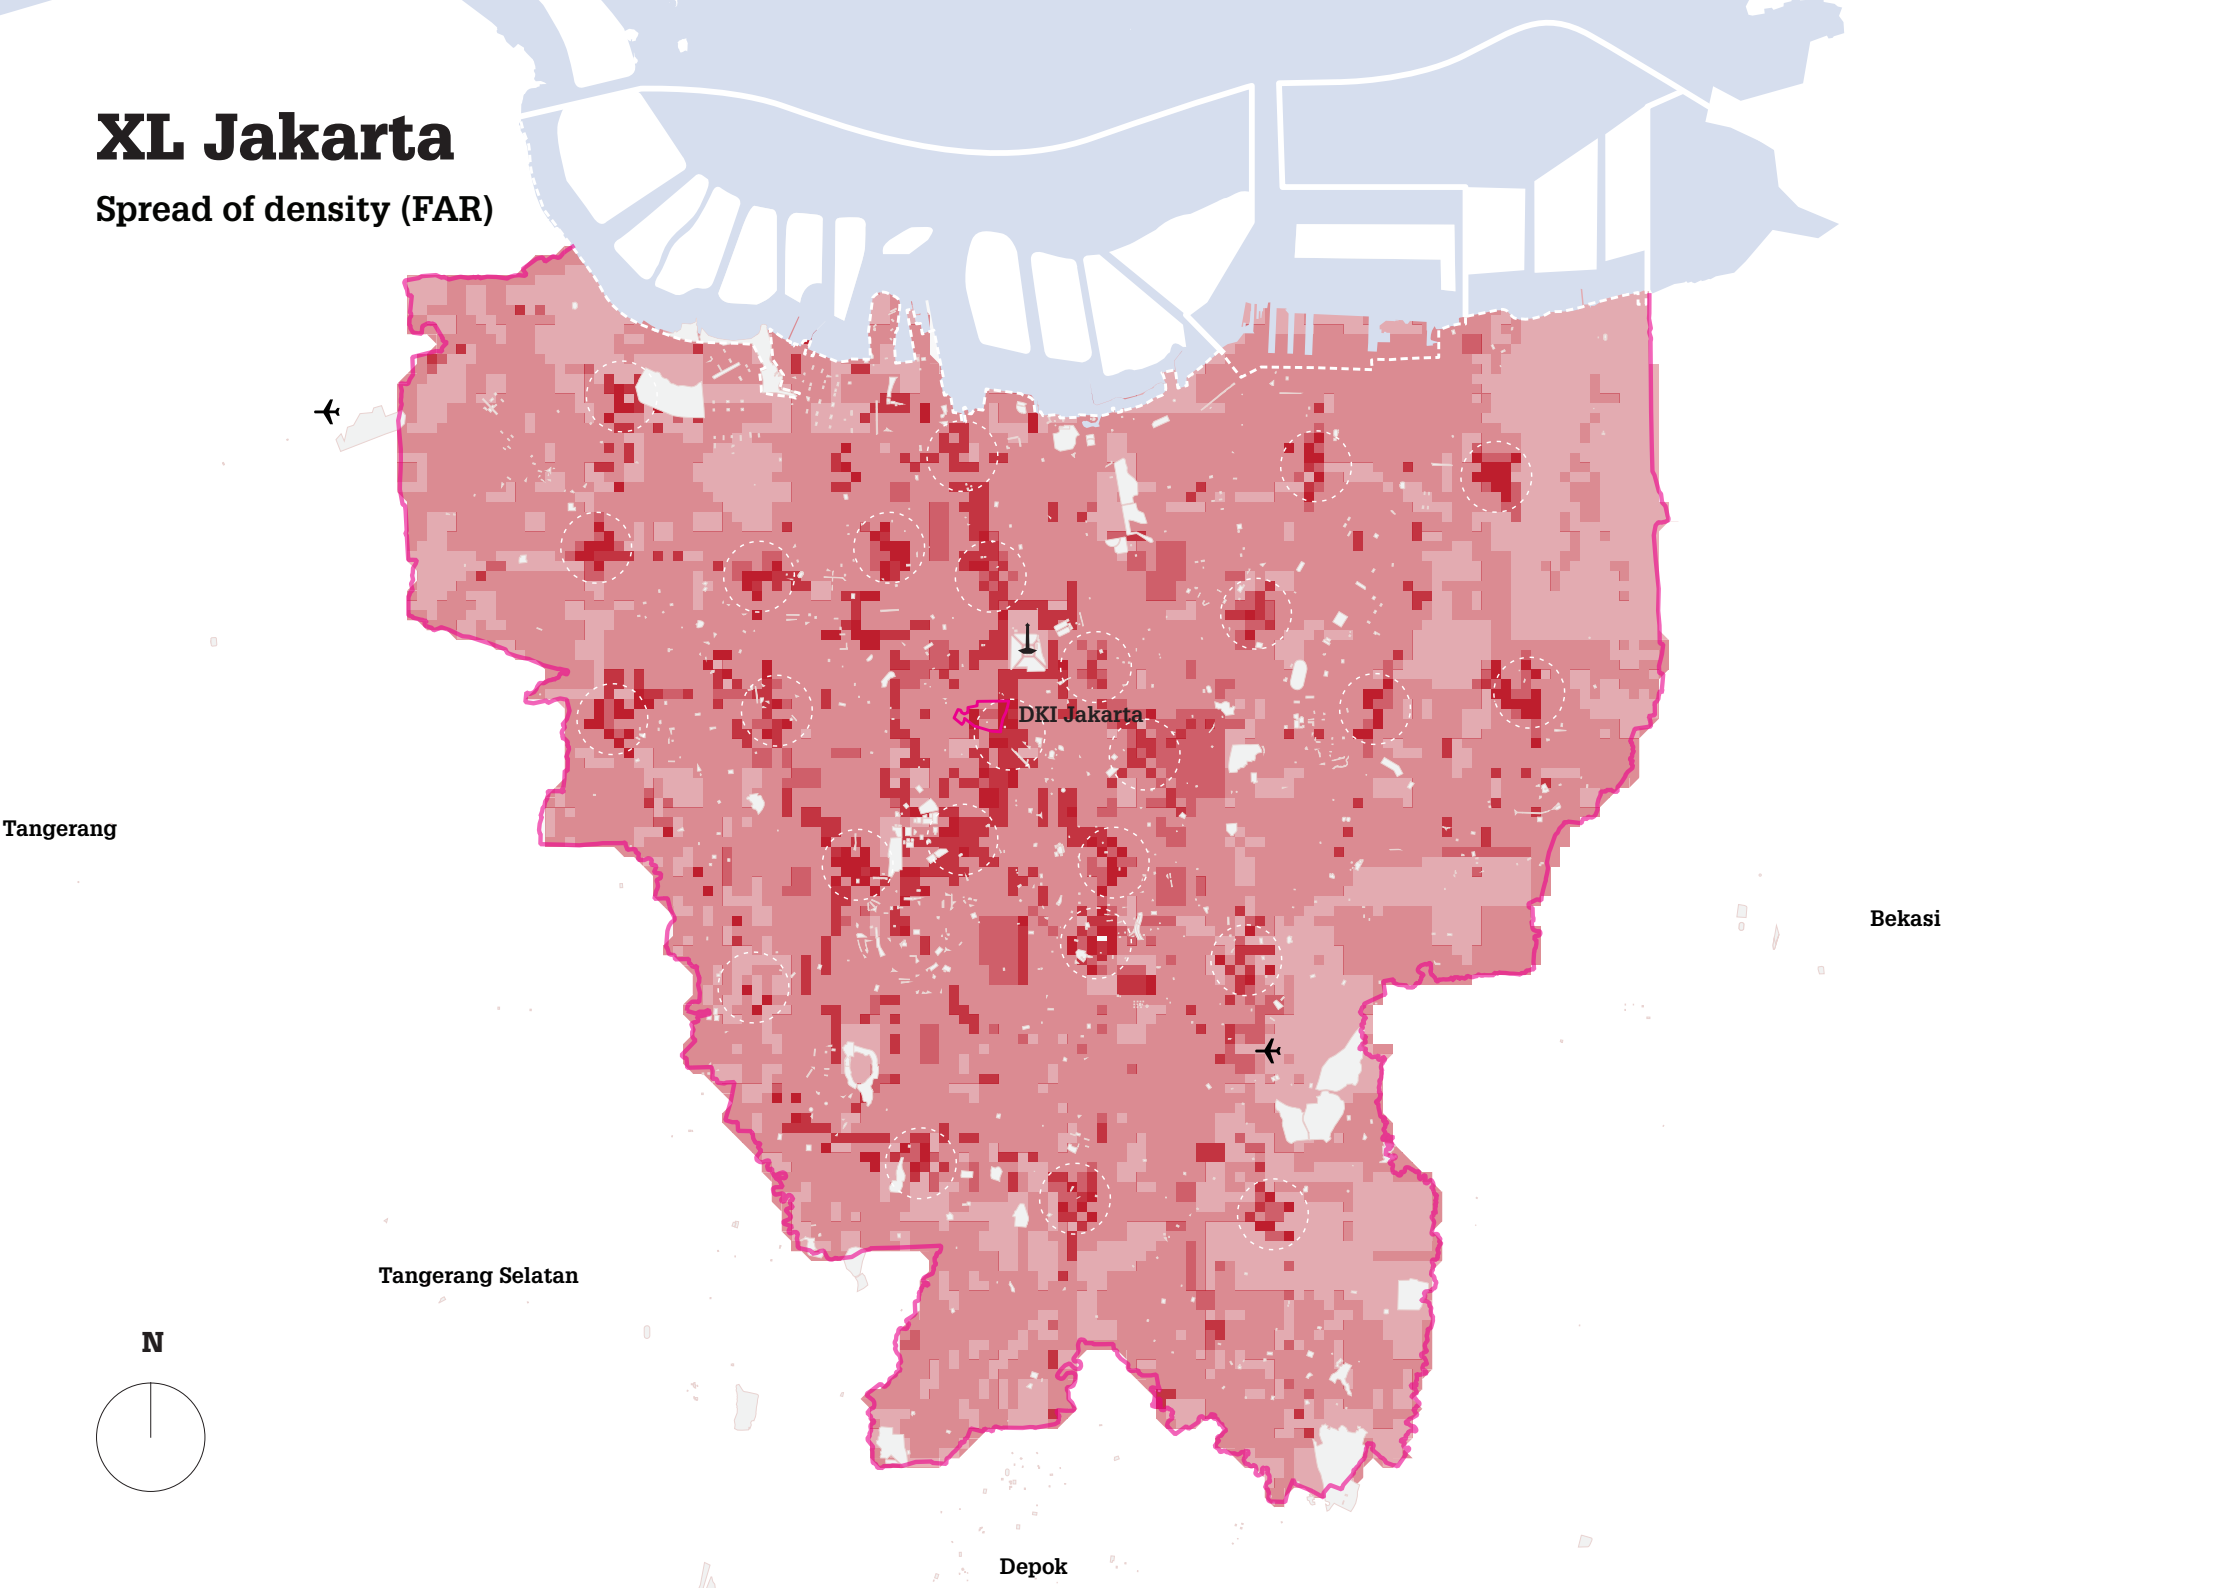 XL Jakarta
Spread of density (FAR)
DKI Jakarta
Tangerang
Bekasi
Tangerang Selatan
N
Depok